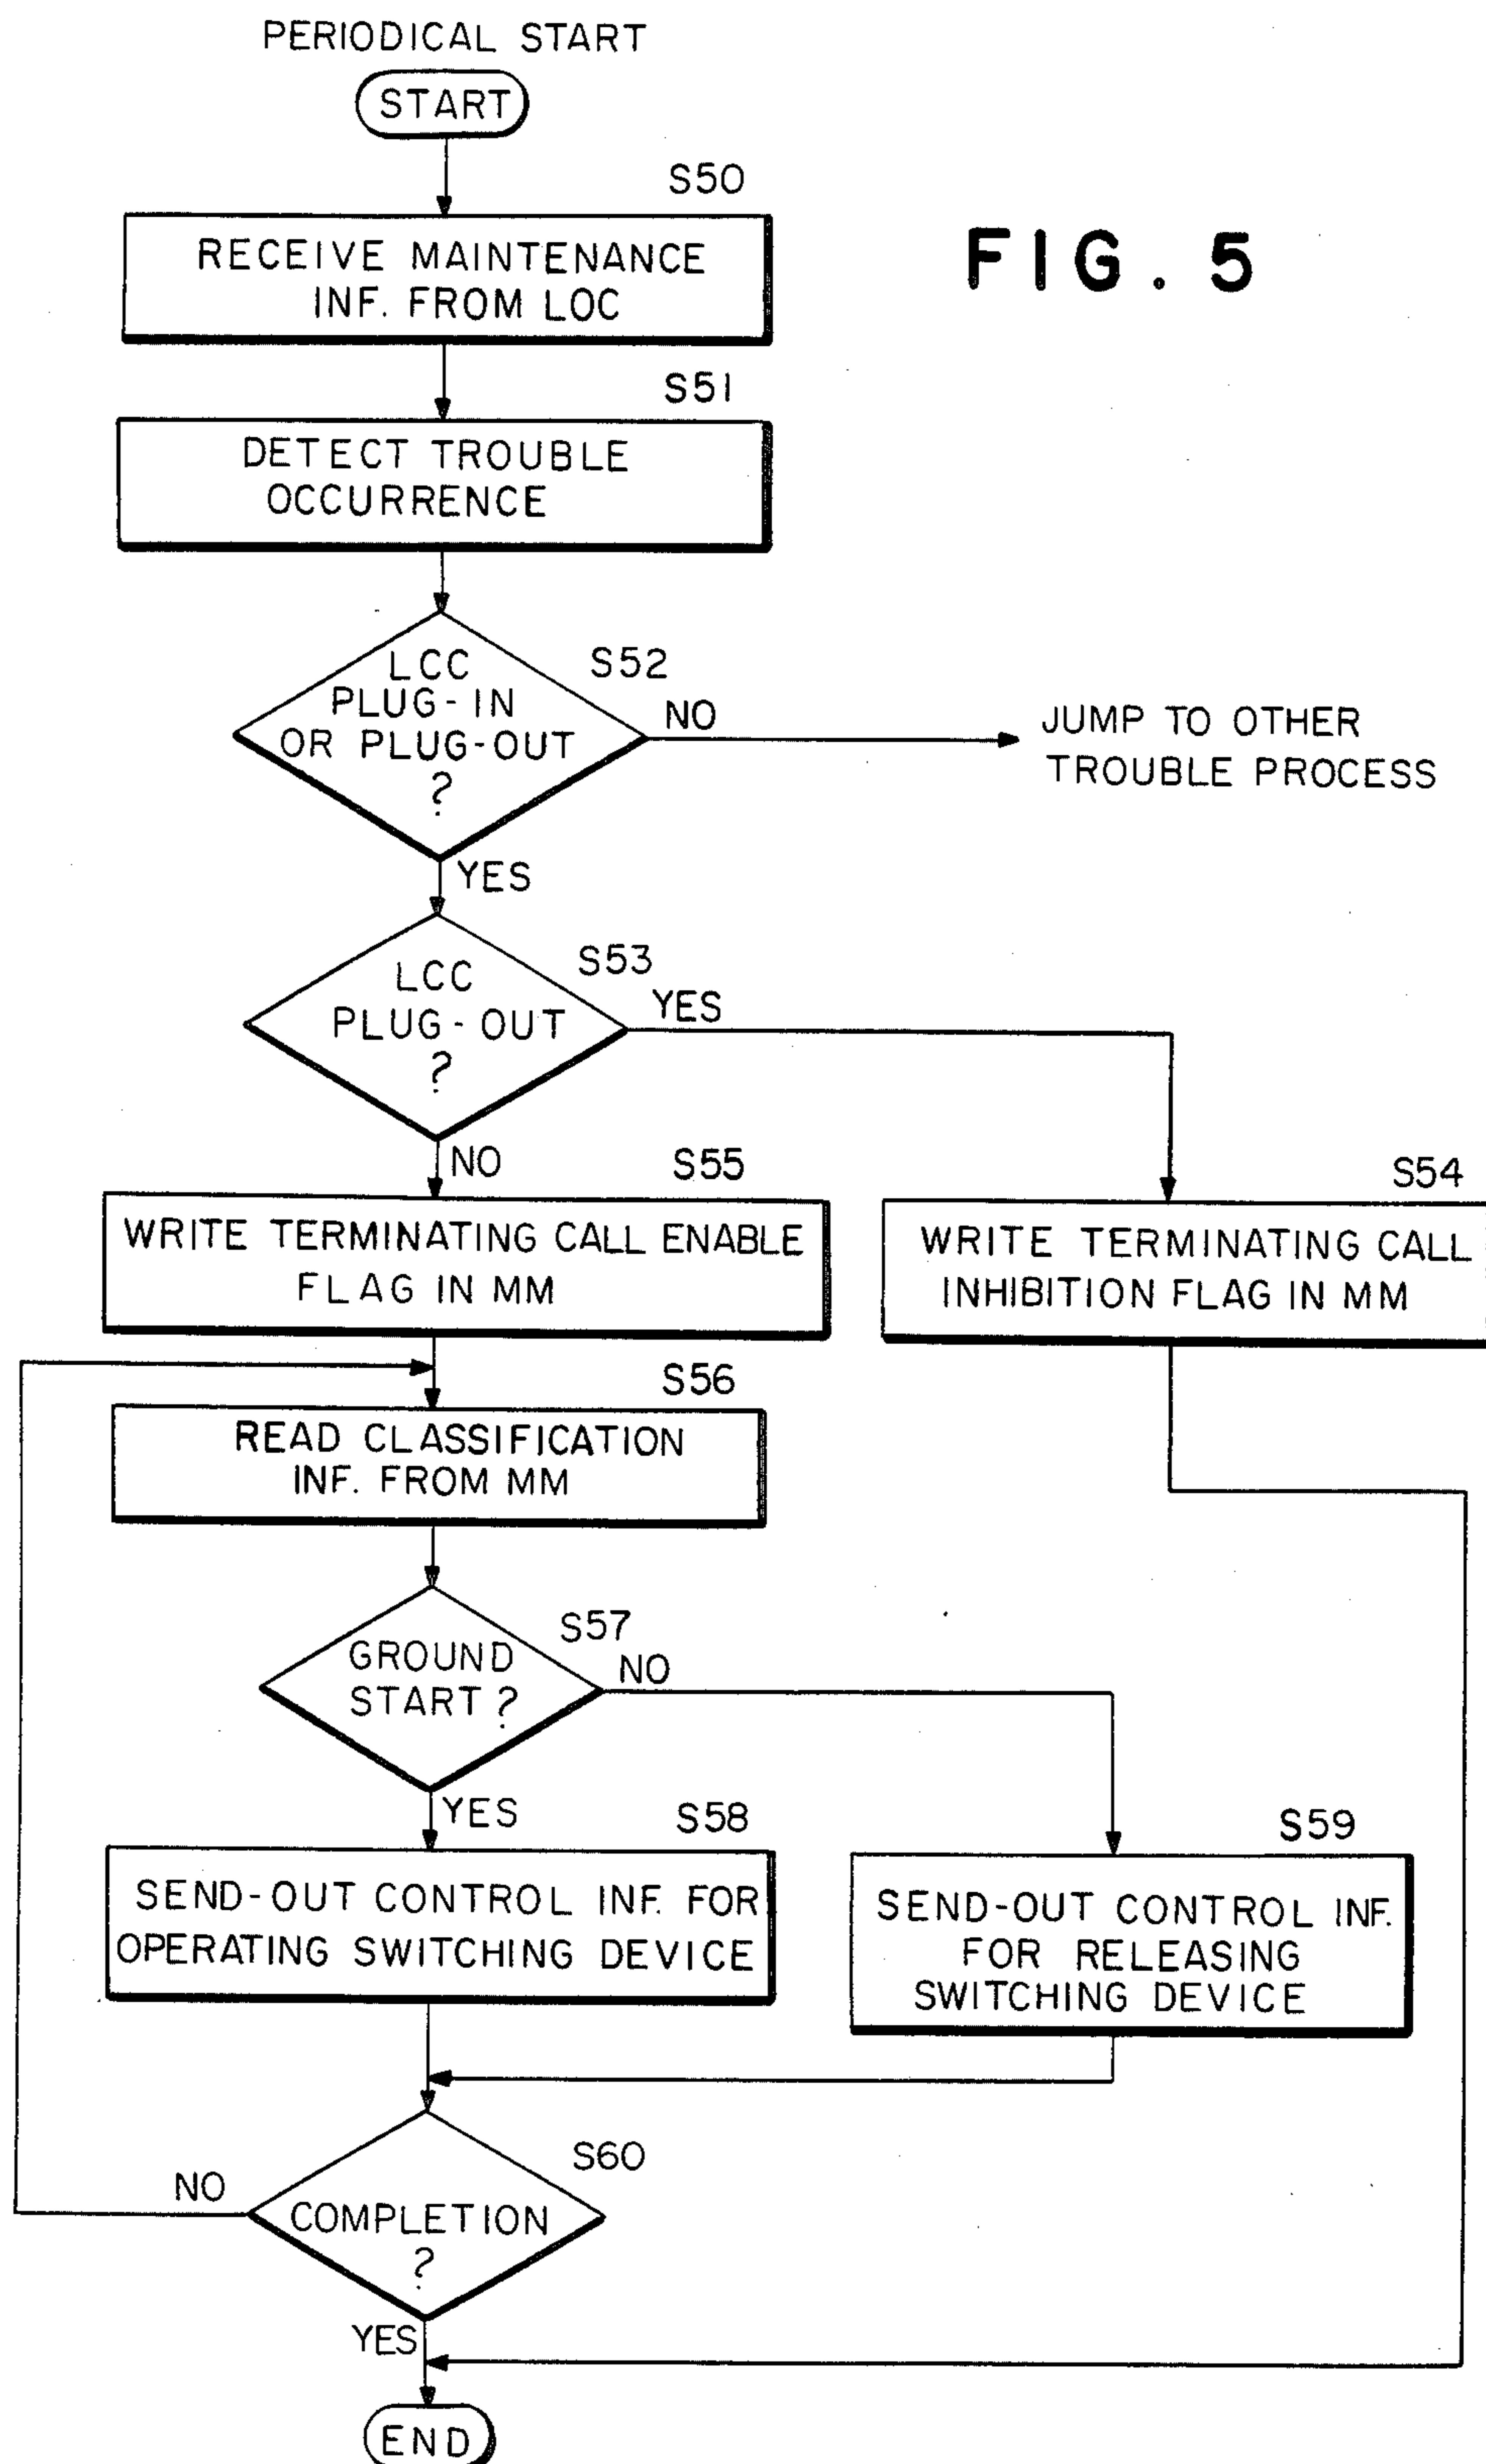 PERIODICAL START
START
S50
RECEIVE MAINTENANCE
INF. FROM LOC
FIG. 5
S51
DETECT TROUBLE
OCCURRENCE
S52
LCC
PLUG-IN
OR PLUG-OUT
?
NO
JUMP TO OTHER
TROUBLE PROCESS
YES
S53
LCC
PLUG-OUT
?
YES
NO
S55
WRITE TERMINATING CALL ENABLE
FLAG IN MM
S54
WRITE TERMINATING CALL
INHIBITION FLAG IN MM
S56
READ CLASSIFICATION
INF. FROM MM
S57
GROUND
START?
NO
YES
S58
SEND-OUT CONTROL INF. FOR
OPERATING SWITCHING DEVICE
S59
SEND-OUT CONTROL INF.
FOR RELEASING
SWITCHING DEVICE
S60
NO
COMPLETION
?
YES
END